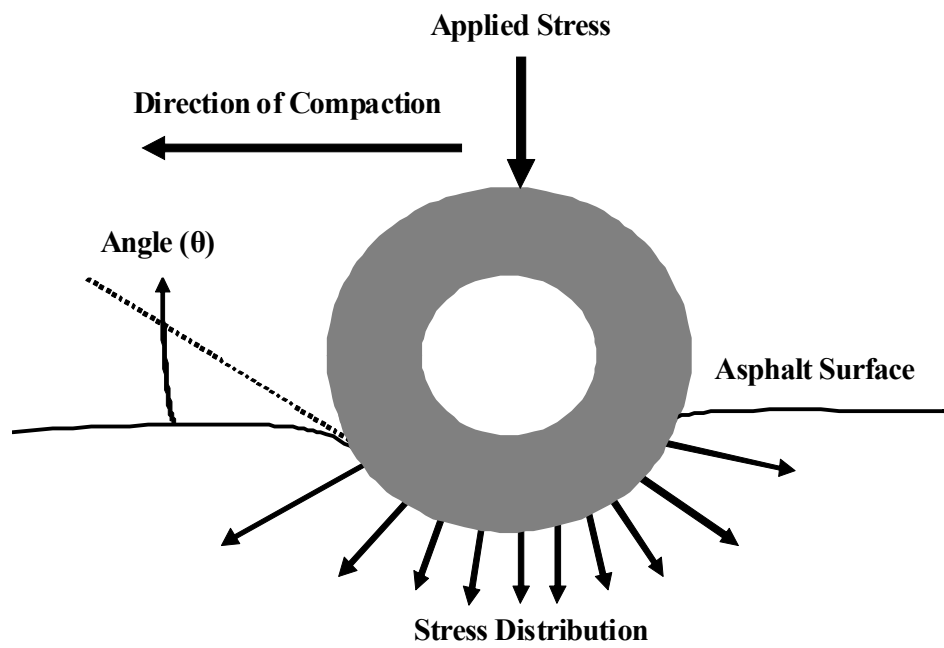 Applied Stress
Direction of Compaction
Angle (θ)
Asphalt Surface
Stress Distribution